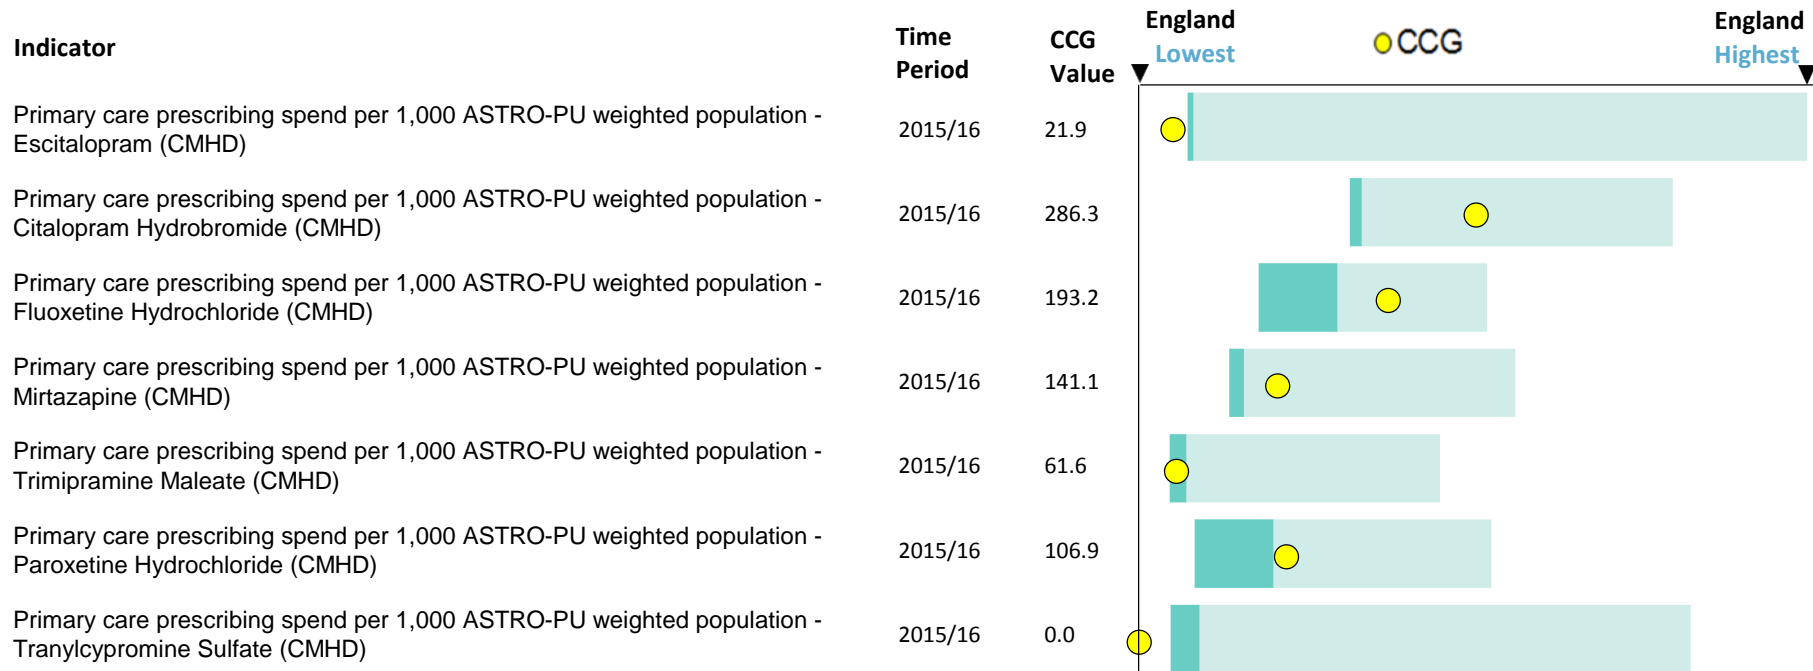 Indicator
Time Period
CCG Value
England Lowest
CCG
England Highest
Primary care prescribing spend per 1,000 ASTRO-PU weighted population -
Escitalopram (CMHD)
2015/16
21.9
Primary care prescribing spend per 1,000 ASTRO-PU weighted population -
Citalopram Hydrobromide (CMHD)
2015/16
286.3
Primary care prescribing spend per 1,000 ASTRO-PU weighted population -
Fluoxetine Hydrochloride (CMHD)
2015/16
193.2
Primary care prescribing spend per 1,000 ASTRO-PU weighted population -
Mirtazapine (CMHD)
2015/16
141.1
Primary care prescribing spend per 1,000 ASTRO-PU weighted population -
Trimipramine Maleate (CMHD)
2015/16
61.6
Primary care prescribing spend per 1,000 ASTRO-PU weighted population -
Paroxetine Hydrochloride (CMHD)
2015/16
106.9
Primary care prescribing spend per 1,000 ASTRO-PU weighted population -
Tranylcypromine Sulfate (CMHD)
2015/16
0.0